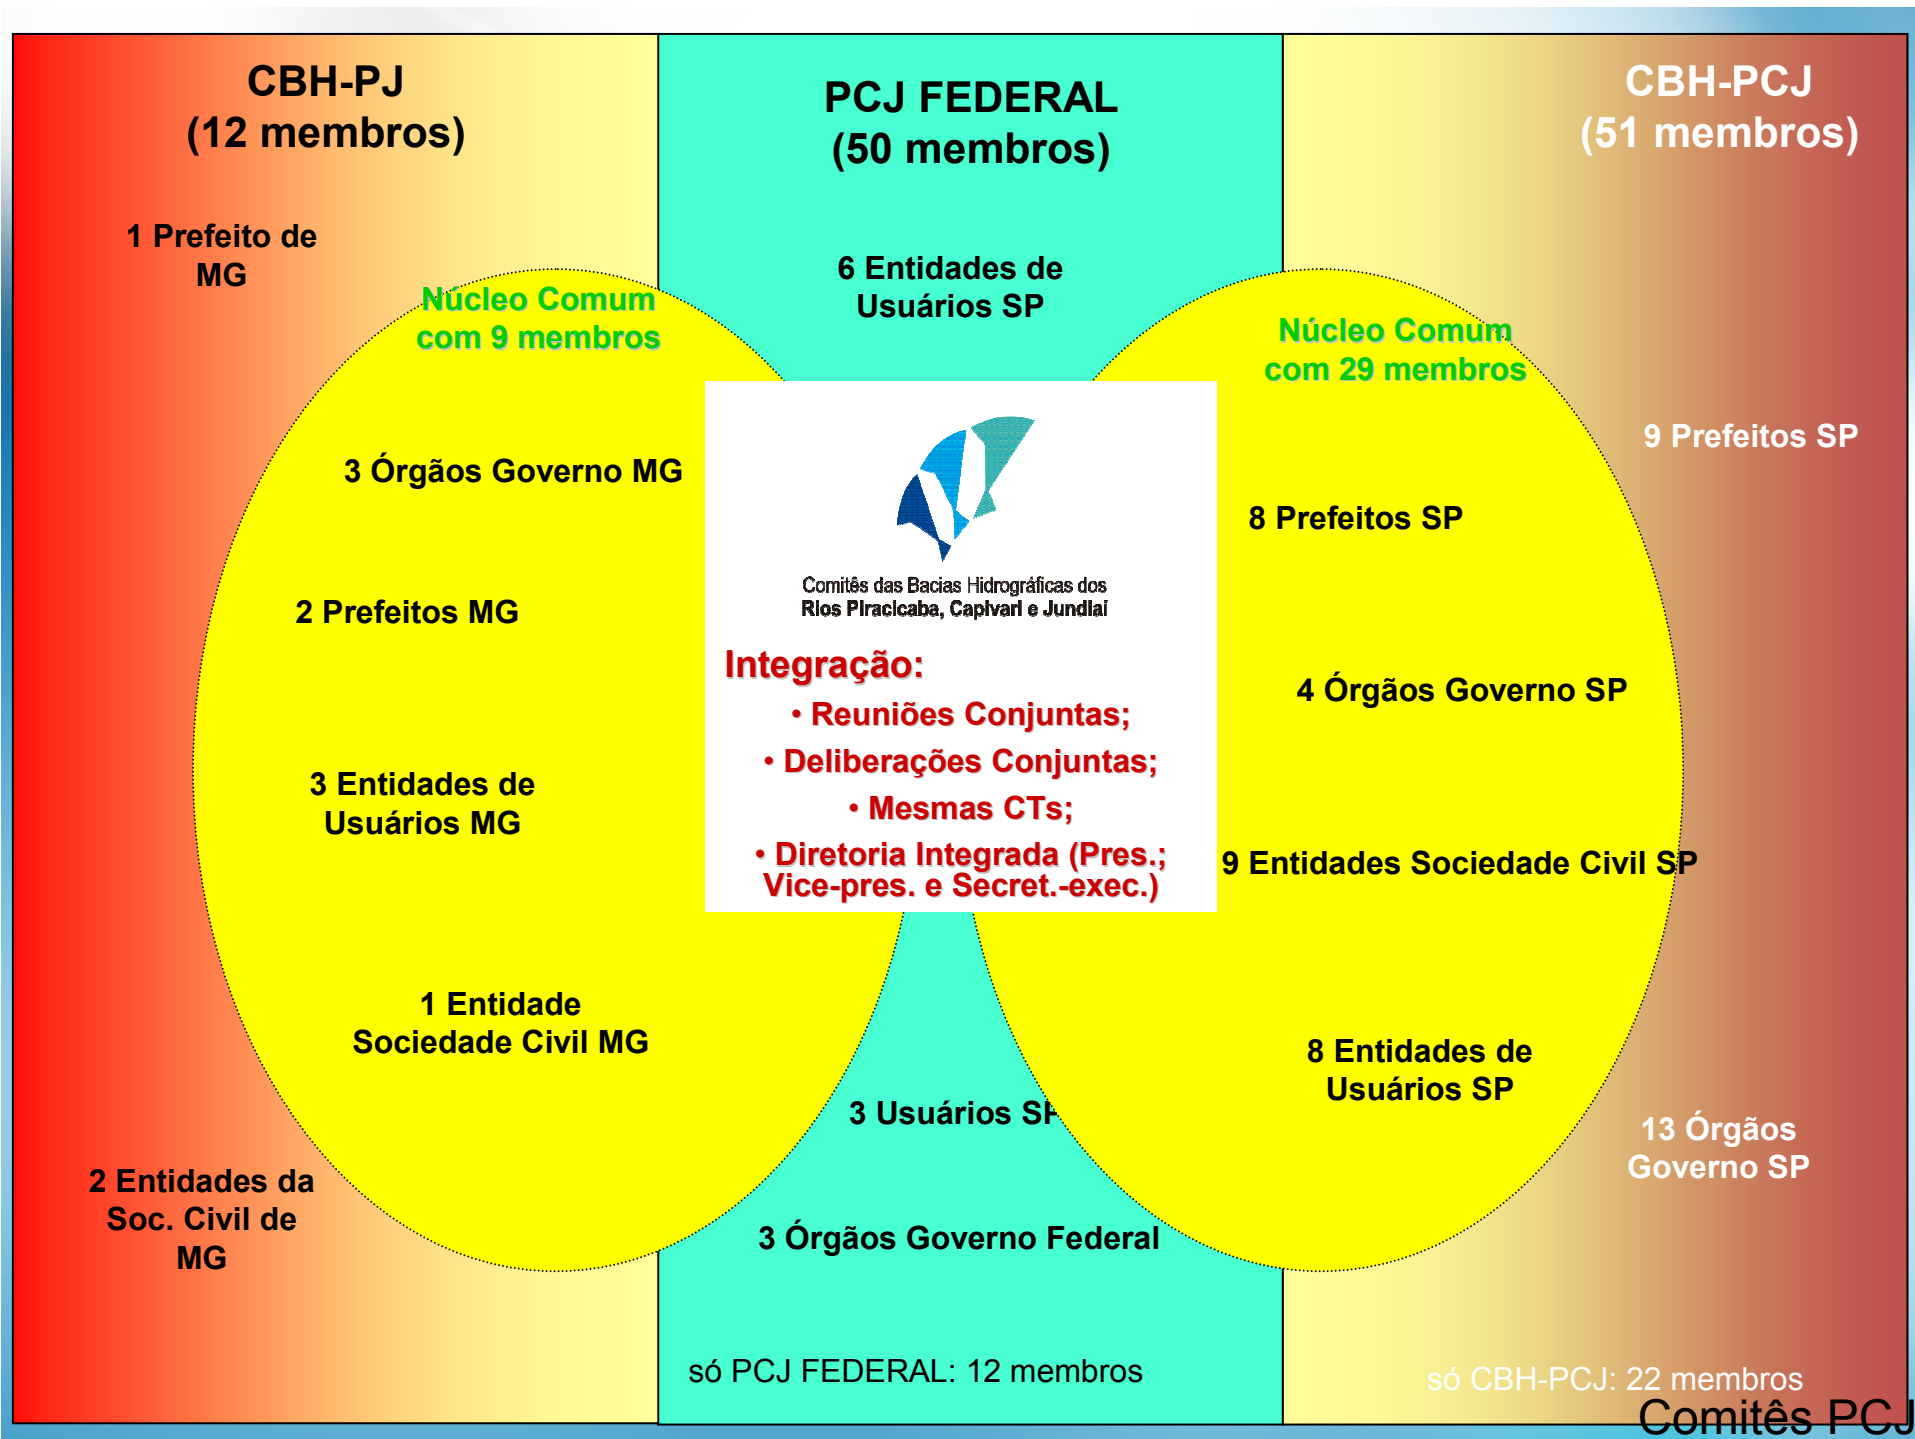 CBH-PJ
(12 membros)
1 Prefeito de
MG
Núcleo Comum
com 9 membros
3 Órgãos Governo MG
2 Prefeitos MG
3 Entidades de
Usuários MG
1 Entidade
Sociedade Civil MG
2 Entidades da
Soc. Civil de
MG
PCJ FEDERAL
(50 membros)
6 Entidades de
Usuários SP
Comitês das Bacias Hidrográficas dos
Rios Piracicaba, Capivari e Jundiaí
Integração:
• Reuniões Conjuntas;
• Deliberações Conjuntas;
• Mesmas CTs;
• Diretoria Integrada (Pres.;
Vice-pres. e Secret.-exec.)
3 Usuários SP
3 Órgãos Governo Federal
só PCJ FEDERAL: 12 membros
CBH-PCJ
(51 membros)
Núcleo Comum
com 29 membros
9 Prefeitos SP
8 Prefeitos SP
4 Órgãos Governo SP
9 Entidades Sociedade Civil SP
8 Entidades de
Usuários SP
13 Órgãos
Governo SP
só CBH-PCJ: 22 membros
Comitês PCJ